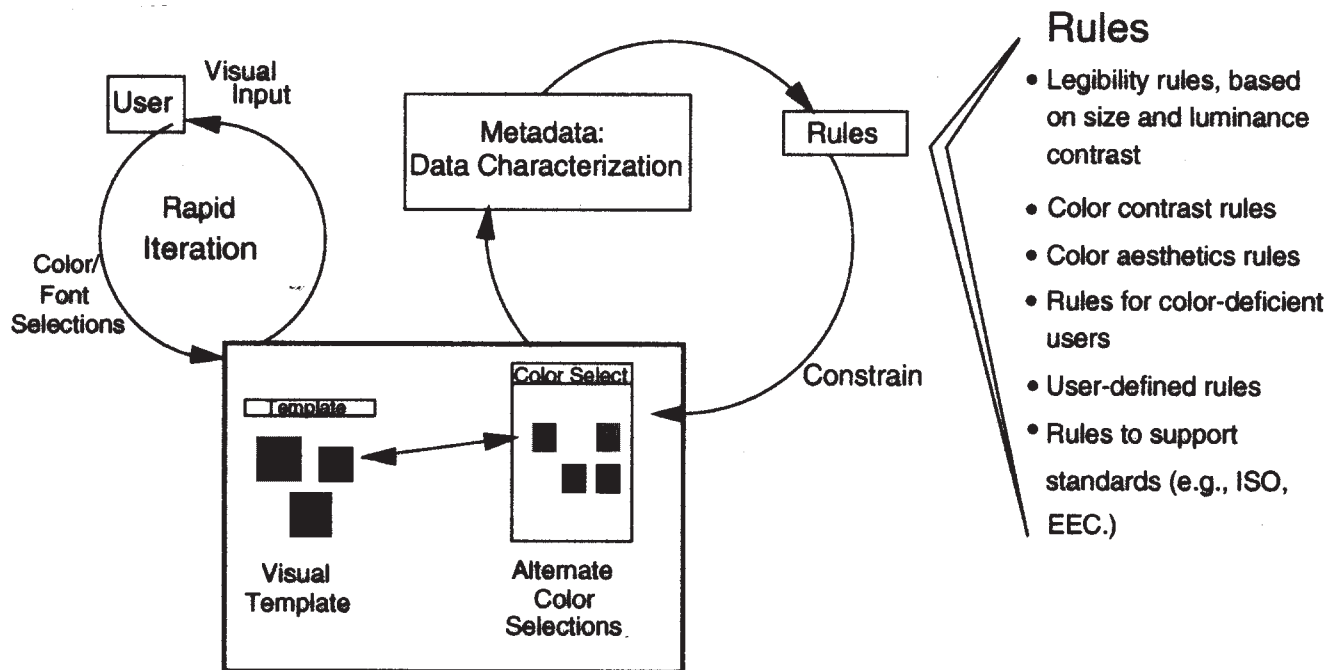 Visual
Input
User
Rapid
Iteration
Color/
Font
Selections
Metadata:
Data Characterization
Rules
Constrain
Template
Color Select
Visual
Template
Alternate
Color
Selections
Rules
• Legibility rules, based
on size and luminance
contrast
• Color contrast rules
• Color aesthetics rules
• Rules for color-deficient
users
• User-defined rules
• Rules to support
standards (e.g., ISO,
EEC.)